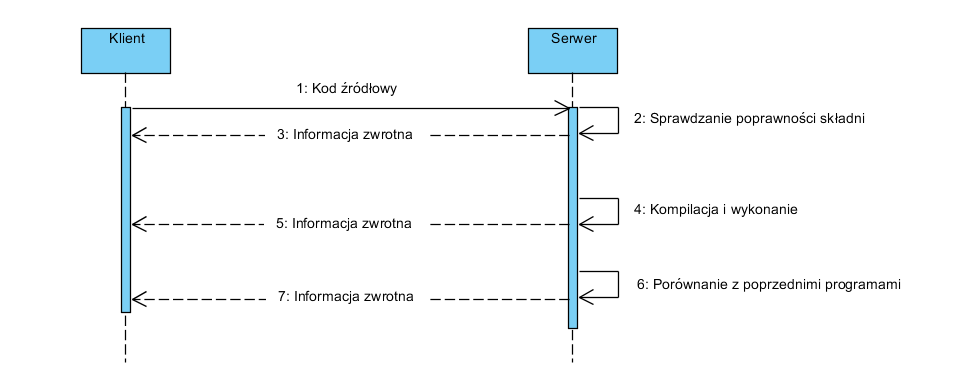 Klient
Serwer
1: Kod źródłowy
2: Sprawdzanie poprawności składni
3: Informacja zwrotna
4: Kompilacja i wykonanie
5: Informacja zwrotna
6: Porównanie z poprzednimi programami
7: Informacja zwrotna